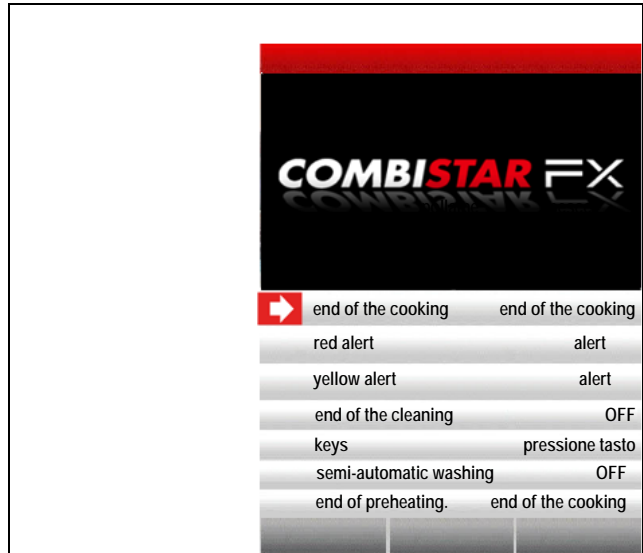 COMBISTAR FX
end of the cooking end of the cooking
red alert alert
yellow alert alert
end of the cleaning OFF
keys pressione tasto
semi-automatic washing OFF
end of preheating. end of the cooking